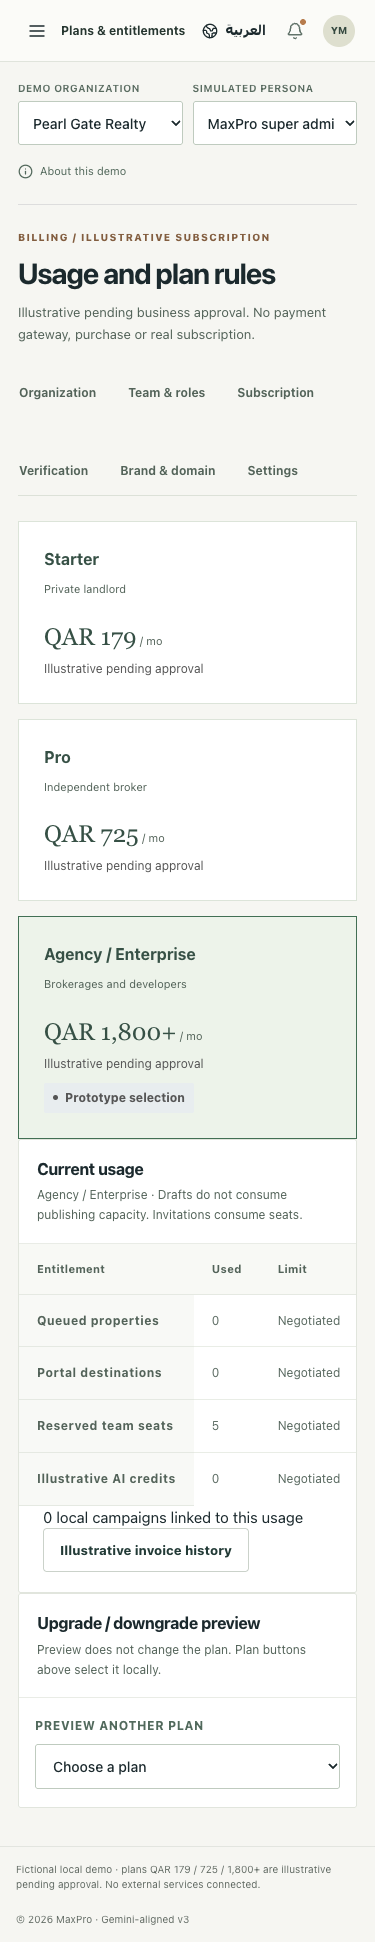 Plans & entitlements
العربية
YM
DEMO ORGANIZATION
SIMULATED PERSONA
Pearl Gate Realty
MaxPro super admi
About this demo
BILLING / ILLUSTRATIVE SUBSCRIPTION
Usage and plan rules
Illustrative pending business approval. No payment
gateway, purchase or real subscription.
Organization
Team & roles
Subscription
Verification
Brand & domain
Settings
Starter
Private landlord
QAR 179 / mo
Illustrative pending approval
Pro
Independent broker
QAR 725 / mo
Illustrative pending approval
Agency / Enterprise
Brokerages and developers
QAR 1,800+ / mo
Illustrative pending approval
Prototype selection
Current usage
Agency / Enterprise · Drafts do not consume
publishing capacity. Invitations consume seats.
Entitlement Used Limit
Queued properties 0 Negotiated
Portal destinations 0 Negotiated
Reserved team seats 5 Negotiated
Illustrative AI credits 0 Negotiated
0 local campaigns linked to this usage
Illustrative invoice history
Upgrade / downgrade preview
Preview does not change the plan. Plan buttons
above select it locally.
PREVIEW ANOTHER PLAN
Choose a plan
Fictional local demo · plans QAR 179 / 725 / 1,800+ are illustrative
pending approval. No external services connected.
© 2026 MaxPro · Gemini-aligned v3